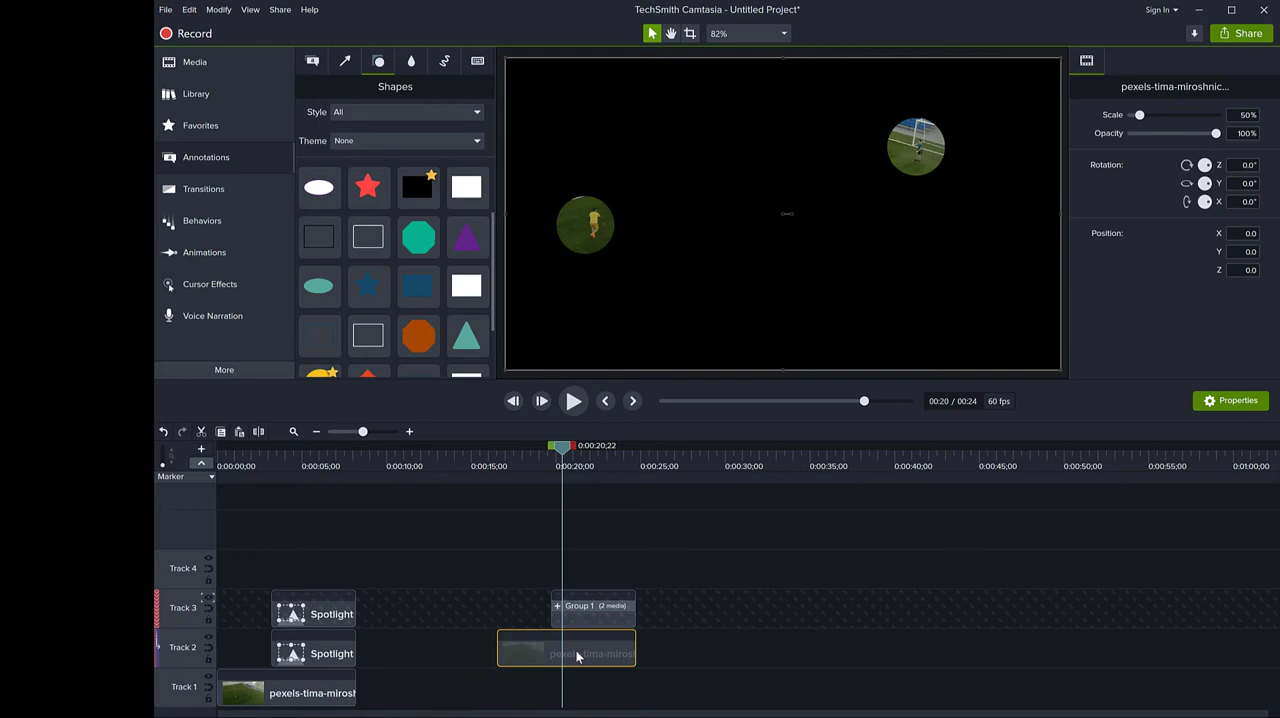 File Edit Modify View Share Help
TechSmith Camtasia - Untitled Project*
Sign In
Record
82%
Share
Media
Library
Favorites
Annotations
Transitions
Behaviors
Animations
Cursor Effects
Voice Narration
More
Shapes
Style All
Theme None
pexels-tima-miroshnic...
Scale 50%
Opacity 100%
Rotation: Z 0.0°
Y 0.0°
X 0.0°
Position: X 0.0
Y 0.0
Z 0.0
00:20 / 00:24 60 fps
Properties
0:00:20;22
0:00:00;00 0:00:05;00 0:00:10;00 0:00:15;00 0:00:20;00 0:00:25;00 0:00:30;00 0:00:35;00 0:00:40;00 0:00:45;00 0:00:50;00 0:00:55;00 0:01:00;00
Marker
Track 4
Track 3
Spotlight
Group 1 (2 media)
Track 2
Spotlight
pexels-tima-mirosh
Track 1
pexels-tima-mirosh